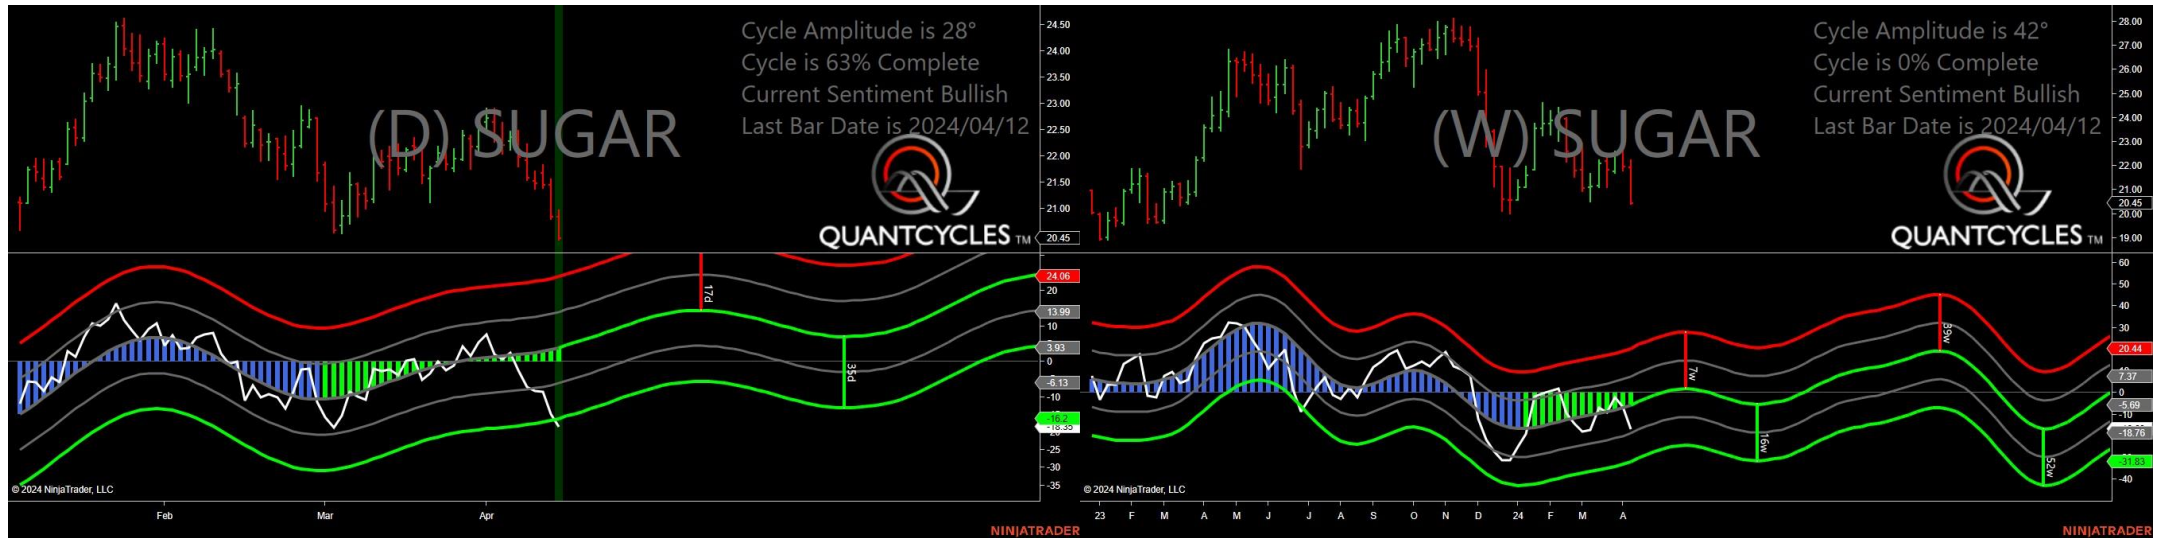 Cycle Amplitude is 28°
Cycle is 63% Complete
Current Sentiment Bullish
Last Bar Date is 2024/04/12
(D) SUGAR
QUANTCYCLES TM
24.50
24.00
23.50
23.00
22.50
22.00
21.50
21.00
20.45
24.06
20
13.99
10
3.93
0
-6.13
-10
-16.2
-18.35
-25
-30
-35
17d
35d
© 2024 NinjaTrader, LLC
Feb Mar Apr
NINJATRADER
Cycle Amplitude is 42°
Cycle is 0% Complete
Current Sentiment Bullish
Last Bar Date is 2024/04/12
(W) SUGAR
QUANTCYCLES TM
28.00
27.00
26.00
25.00
24.00
23.00
22.00
21.00
20.45
20.00
19.00
60
50
40
30
20.44
7.37
0
-5.69
-10
-18.76
-31.83
-40
7w
16w
39w
52w
© 2024 NinjaTrader, LLC
23 F M A M J J A S O N D 24 F M A
NINJATRADER